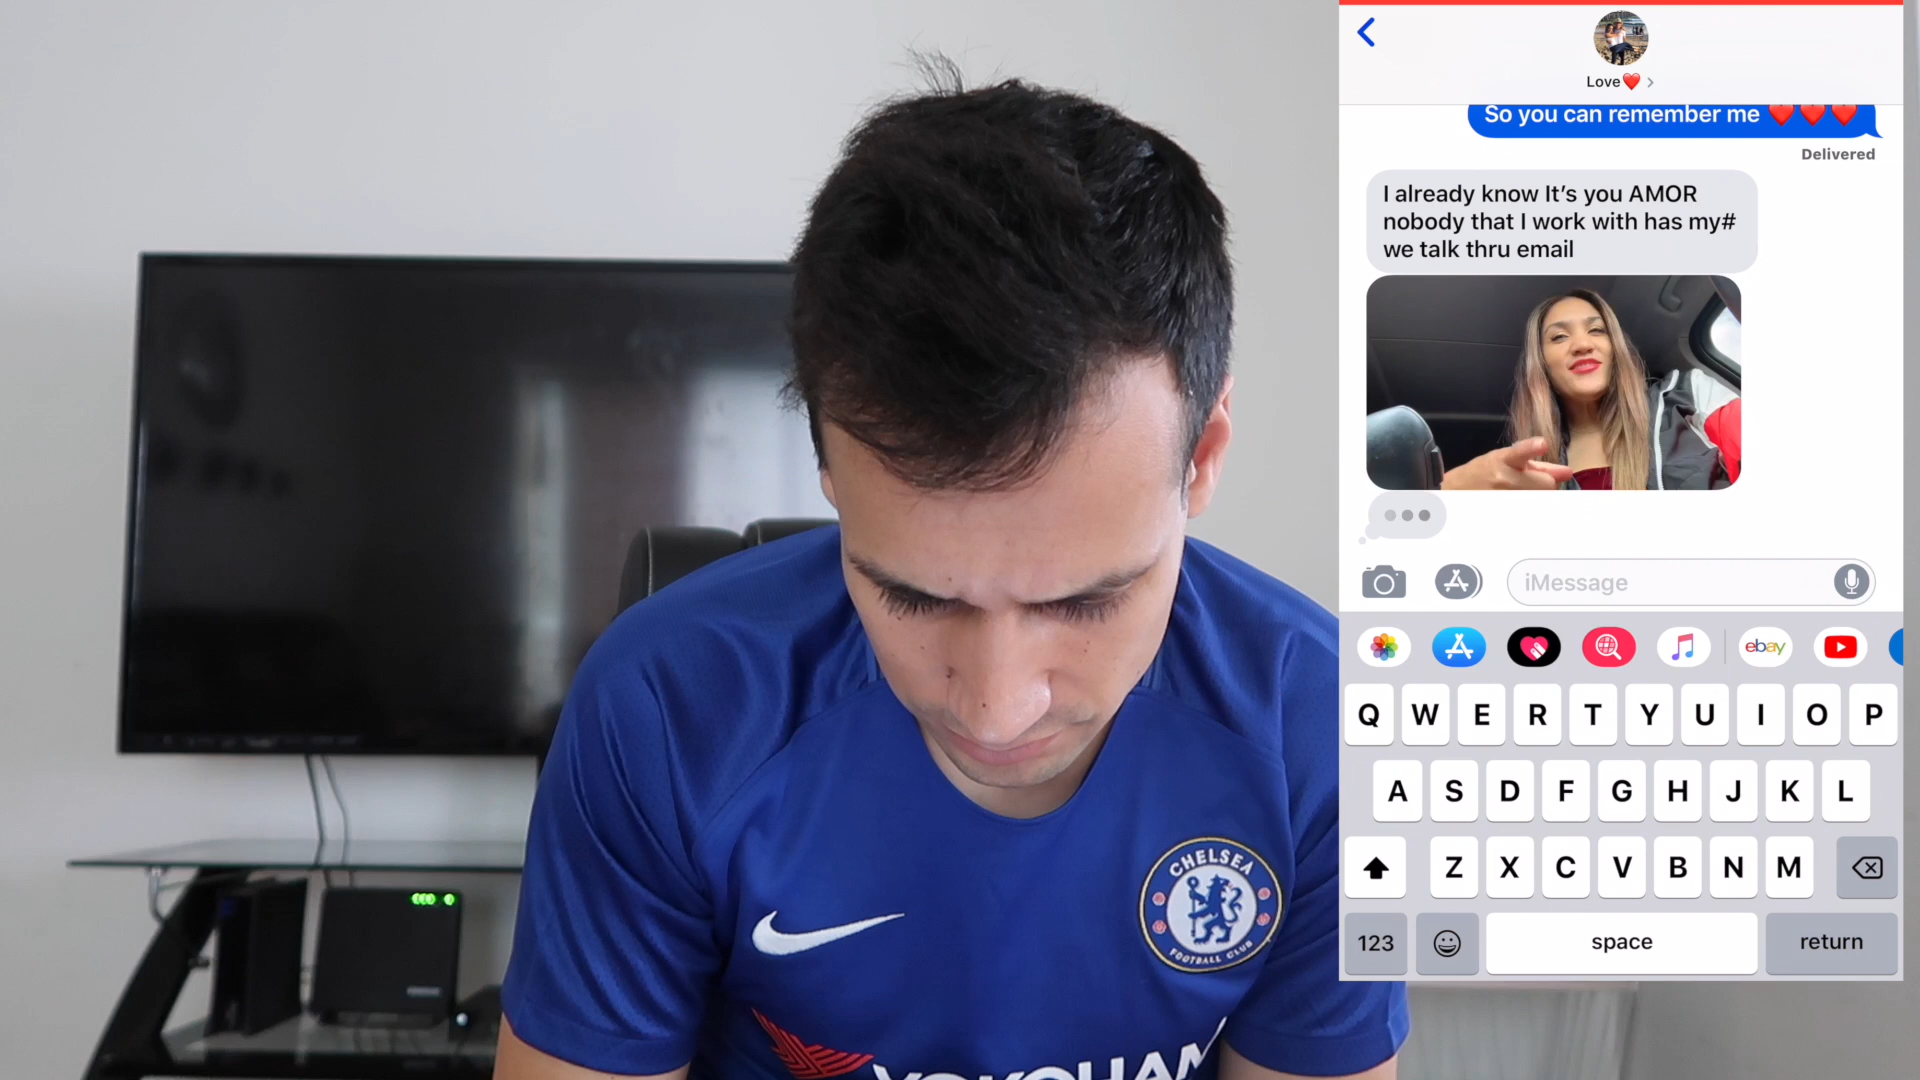 Love❤️ >
So you can remember me ❤️❤️❤️
Delivered
I already know It's you AMOR
nobody that I work with has my#
we talk thru email
iMessage
ebay
Q W E R T Y U I O P
A S D F G H J K L
Z X C V B N M
123 space return
CHELSEA
FOOTBALL CLUB